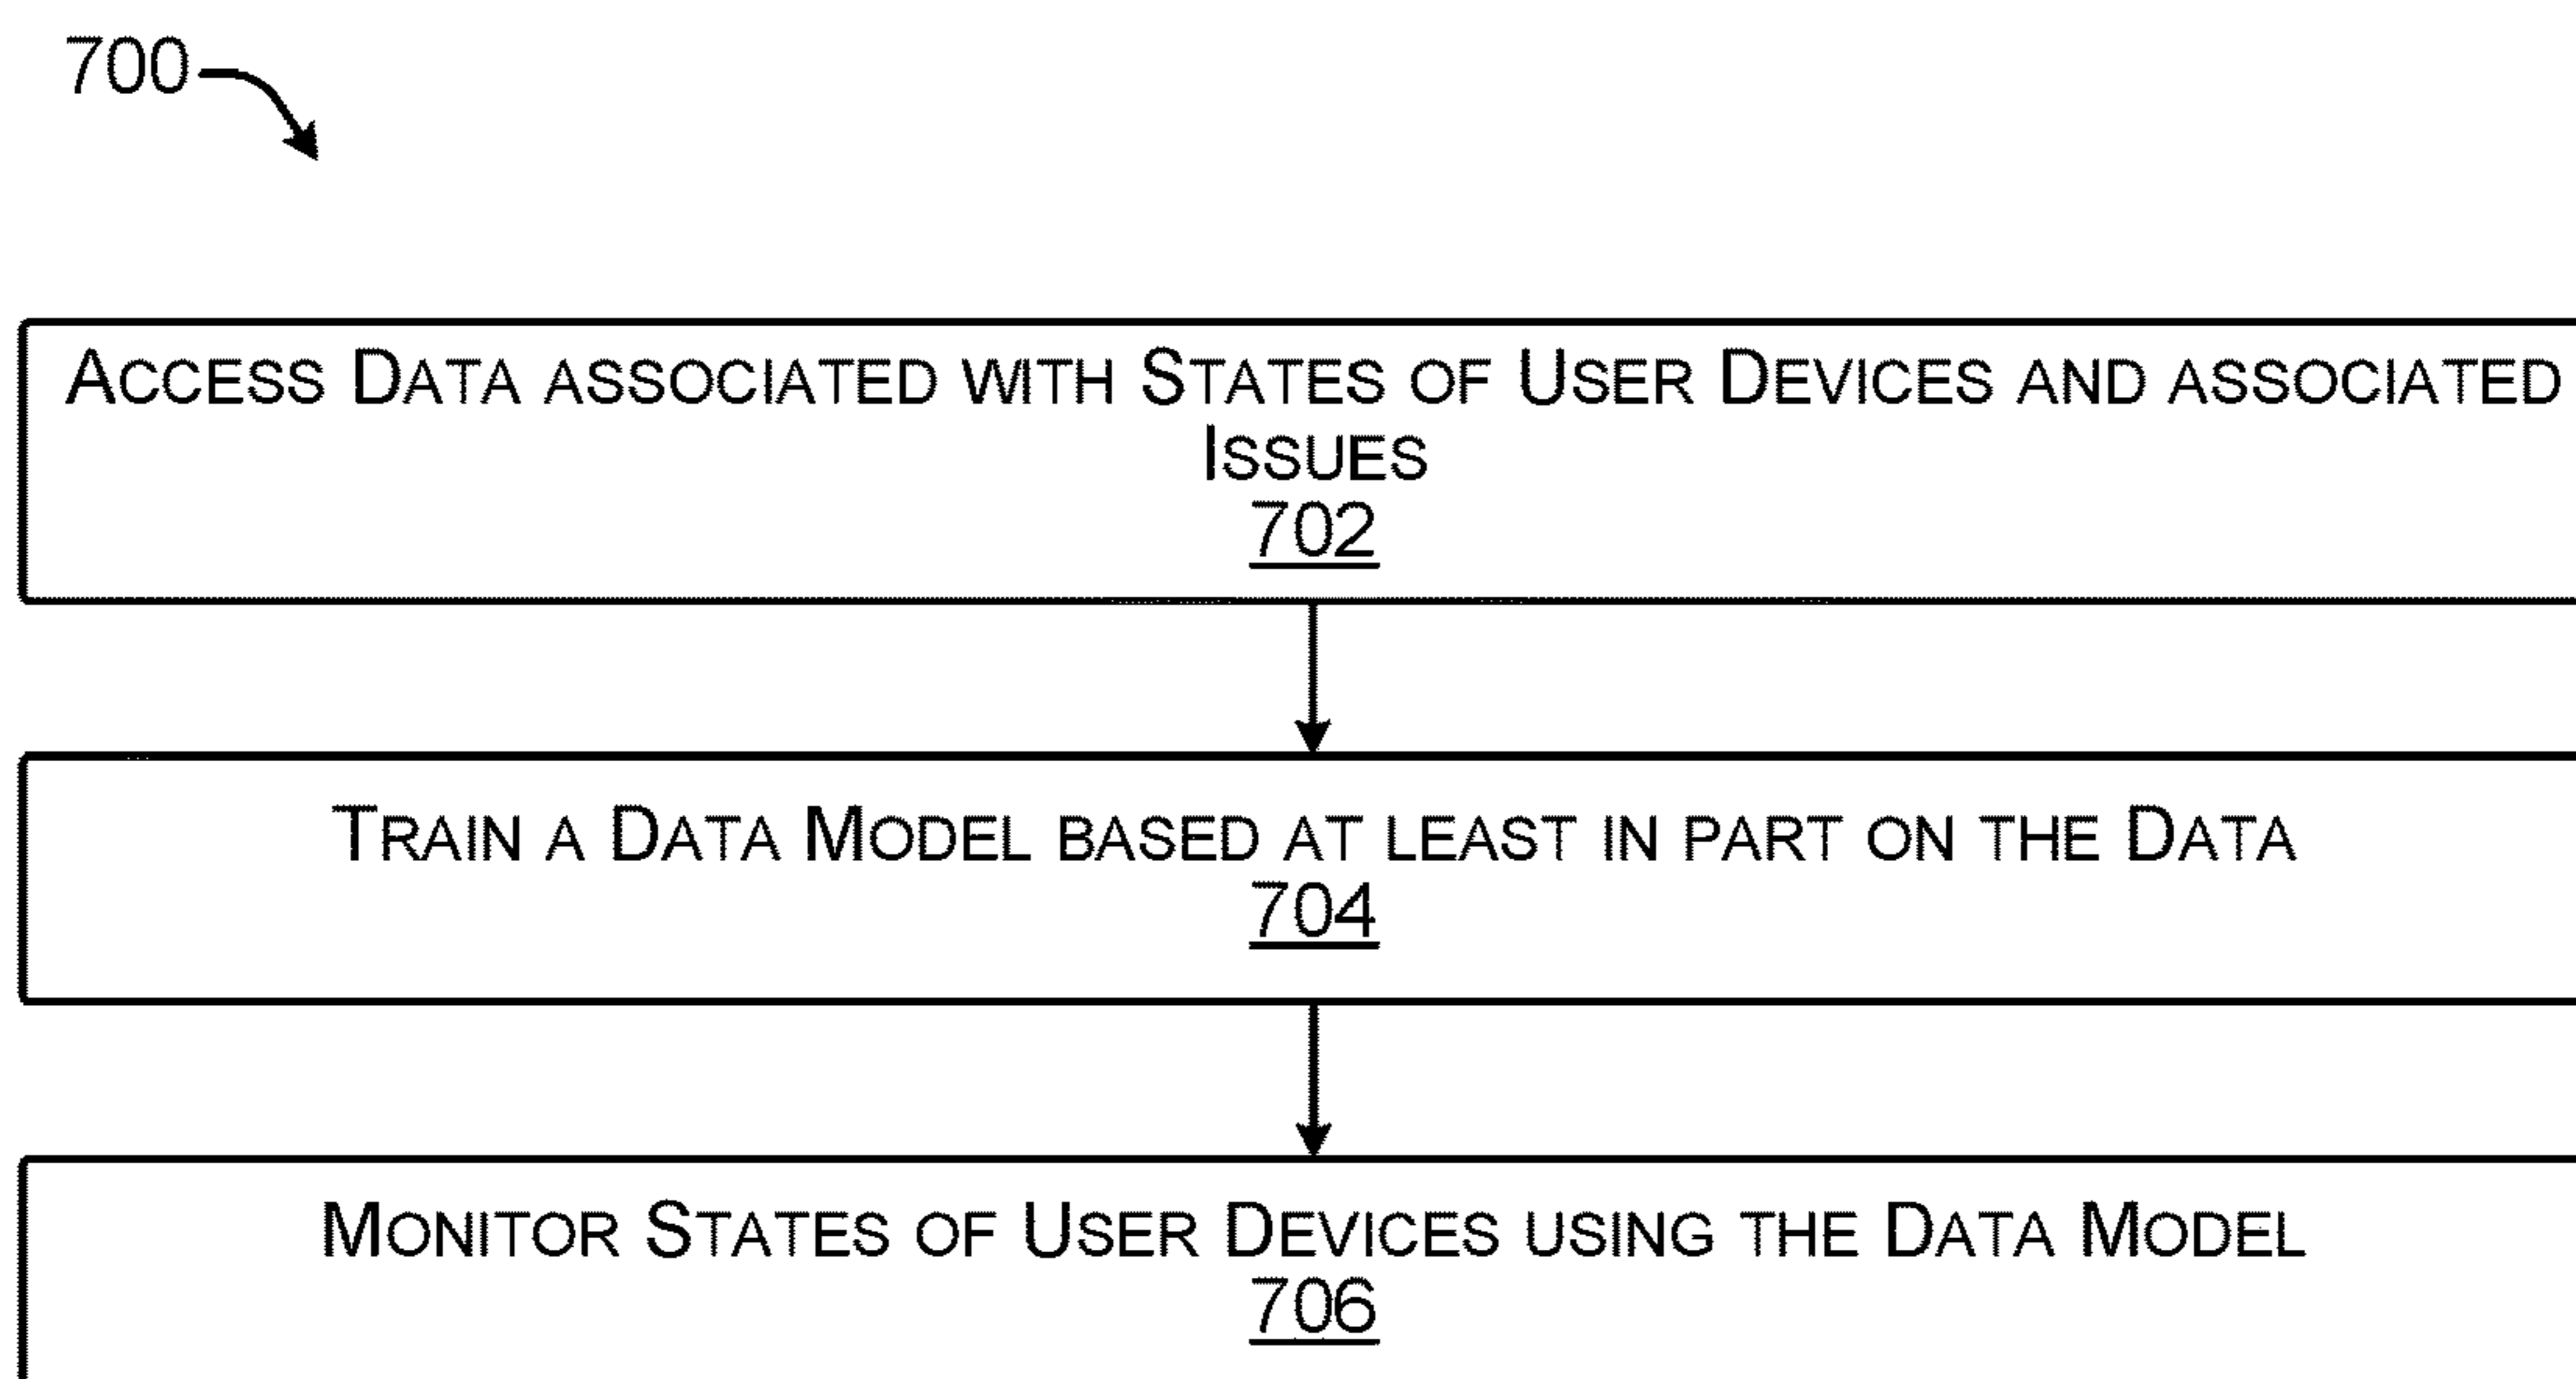 700
Access Data associated with States of User Devices and associated
Issues
702
Train a Data Model based at least in part on the Data
704
Monitor States of User Devices using the Data Model
706